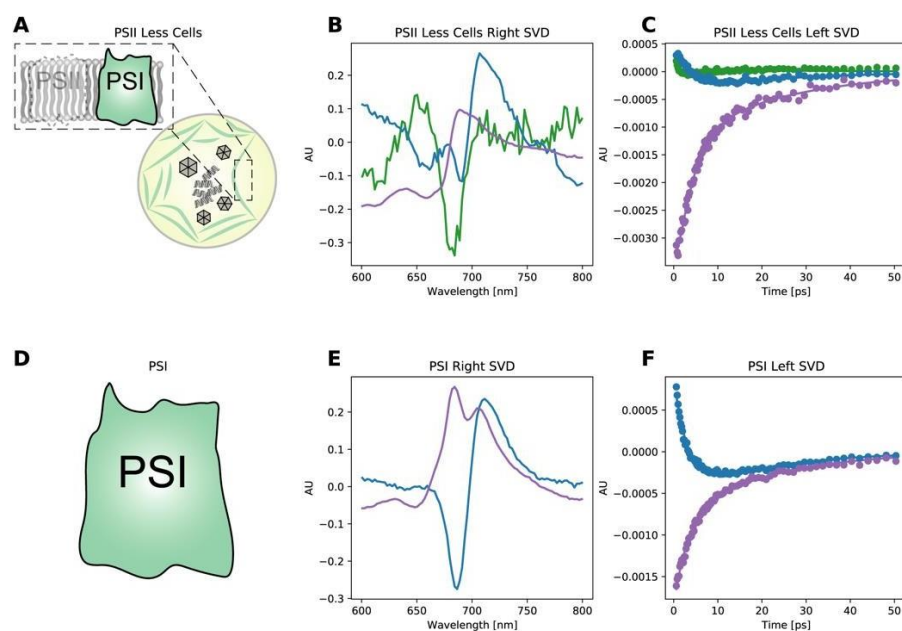 A
PSII Less Cells
PSII
PSI
B
PSII Less Cells Right SVD
AU
0.2
0.1
0.0
−0.1
−0.2
−0.3
600 650 700 750 800
Wavelength [nm]
C
PSII Less Cells Left SVD
AU
0.0005
0.0000
−0.0005
−0.0010
−0.0015
−0.0020
−0.0025
−0.0030
0 10 20 30 40 50
Time [ps]
D
PSI
PSI
E
PSI Right SVD
AU
0.2
0.1
0.0
−0.1
−0.2
−0.3
600 650 700 750 800
Wavelength [nm]
F
PSI Left SVD
AU
0.0005
0.0000
−0.0005
−0.0010
−0.0015
0 10 20 30 40 50
Time [ps]